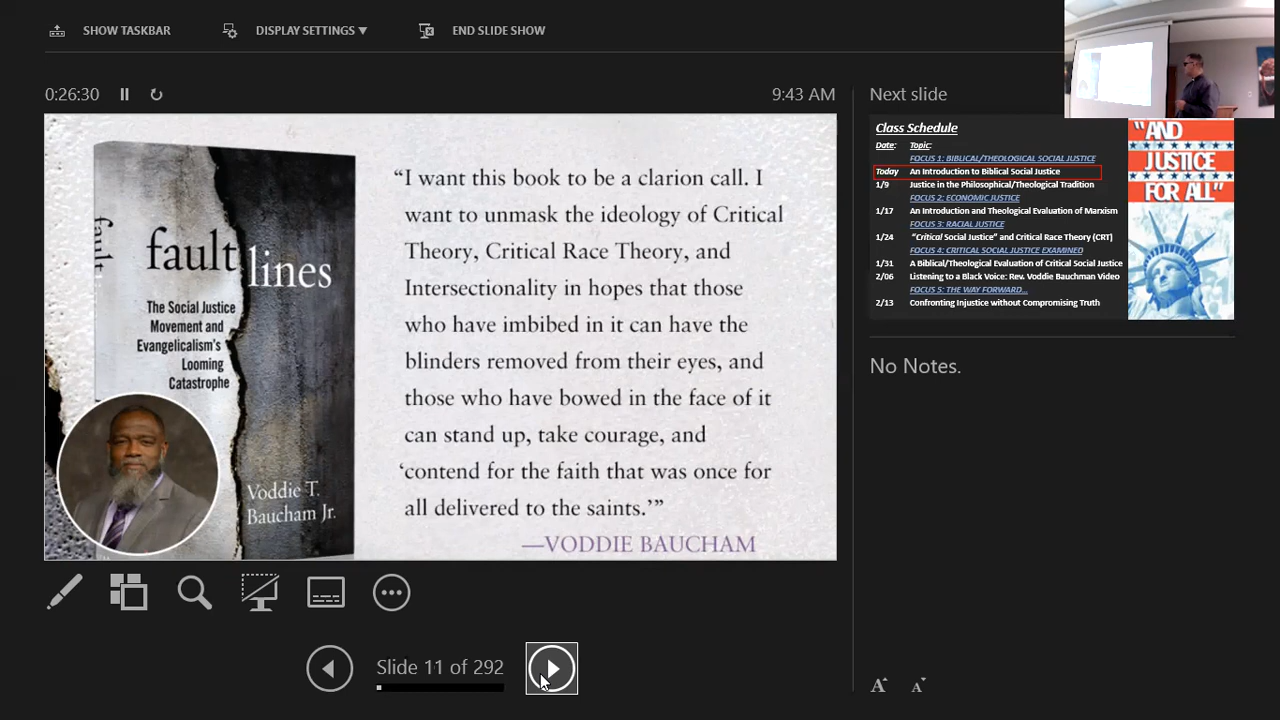 SHOW TASKBAR
DISPLAY SETTINGS ▼
END SLIDE SHOW
0:26:30
9:43 AM
fault
fault lines
The Social Justice
Movement and
Evangelicalism's
Looming
Catastrophe
Voddie T.
Baucham Jr.
“I want this book to be a clarion call. I
want to unmask the ideology of Critical
Theory, Critical Race Theory, and
Intersectionality in hopes that those
who have imbibed in it can have the
blinders removed from their eyes, and
those who have bowed in the face of it
can stand up, take courage, and
‘contend for the faith that was once for
all delivered to the saints.’”
—VODDIE BAUCHAM
Slide 11 of 292
Next slide
Class Schedule
Date: Topic:
FOCUS 1: BIBLICAL/THEOLOGICAL SOCIAL JUSTICE
Today An Introduction to Biblical Social Justice
1/9 Justice in the Philosophical/Theological Tradition
FOCUS 2: ECONOMIC JUSTICE
1/17 An Introduction and Theological Evaluation of Marxism
FOCUS 3: RACIAL JUSTICE
1/24 “Critical Social Justice” and Critical Race Theory (CRT)
FOCUS 4: CRITICAL SOCIAL JUSTICE EXAMINED
1/31 A Biblical/Theological Evaluation of Critical Social Justice
2/06 Listening to a Black Voice: Rev. Voddie Bauchman Video
FOCUS 5: THE WAY FORWARD...
2/13 Confronting Injustice without Compromising Truth
“AND
JUSTICE
FOR ALL”
No Notes.
A A